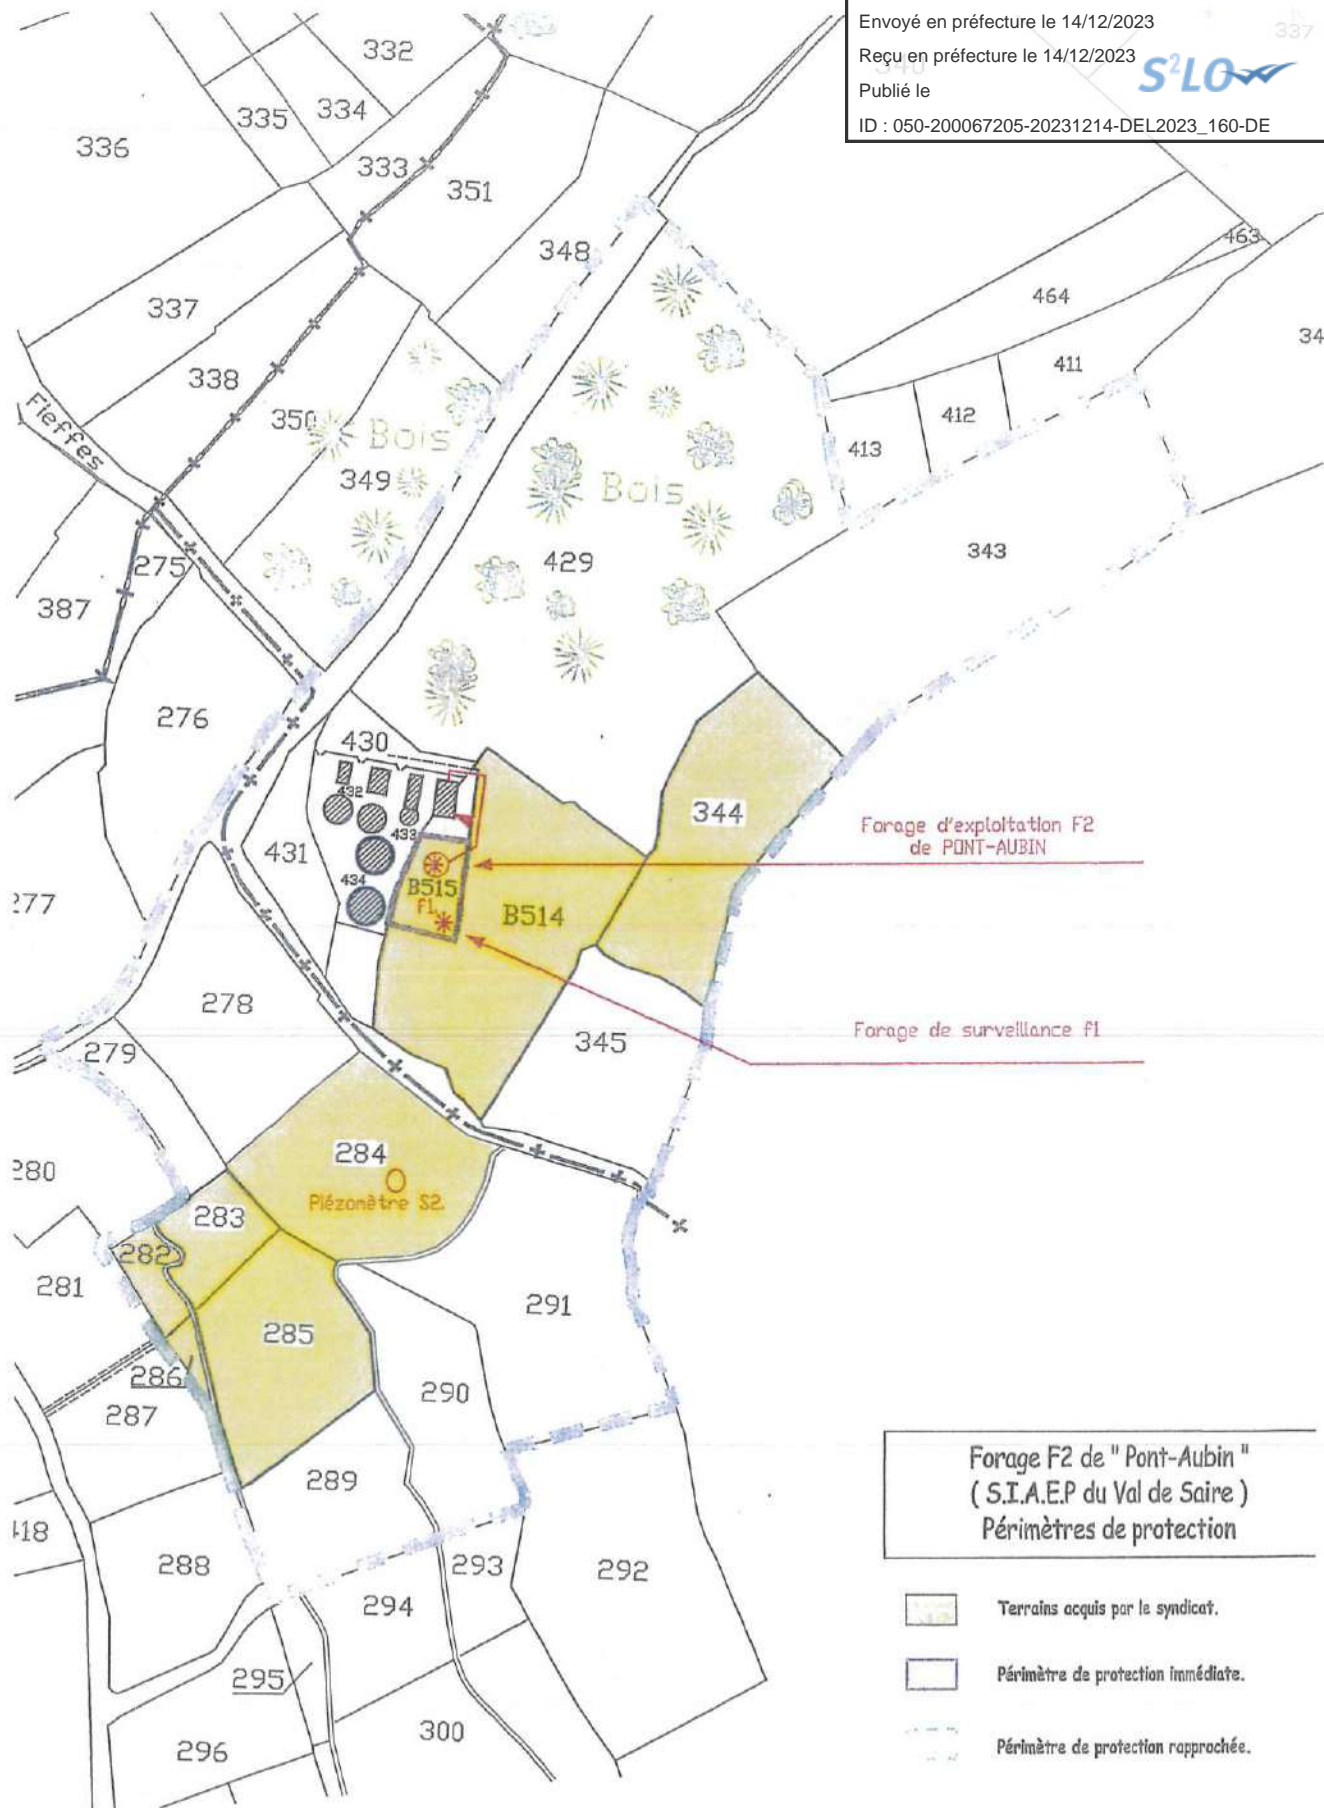 Envoyé en préfecture le 14/12/2023
Reçu en préfecture le 14/12/2023
Publié le
S²LO
ID : 050-200067205-20231214-DEL2023_160-DE
337
340
332
335
334
336
333
351
348
463
464
337
34
338
411
350
Bois
412
413
Fieffes
349
Bois
343
275
429
387
276
430
432
344
433
Forage d'exploitation F2
de PONT-AUBIN
431
434
B515
f1
277
B514
278
Forage de surveillance f1
345
279
284
280
Piézomètre S2.
283
282
281
291
285
286
290
287
Forage F2 de " Pont-Aubin "
( S.I.A.E.P du Val de Saire )
Périmètres de protection
289
418
288
293
292
294
Terrains acquis par le syndicat.
295
Périmètre de protection immédiate.
300
296
Périmètre de protection rapprochée.